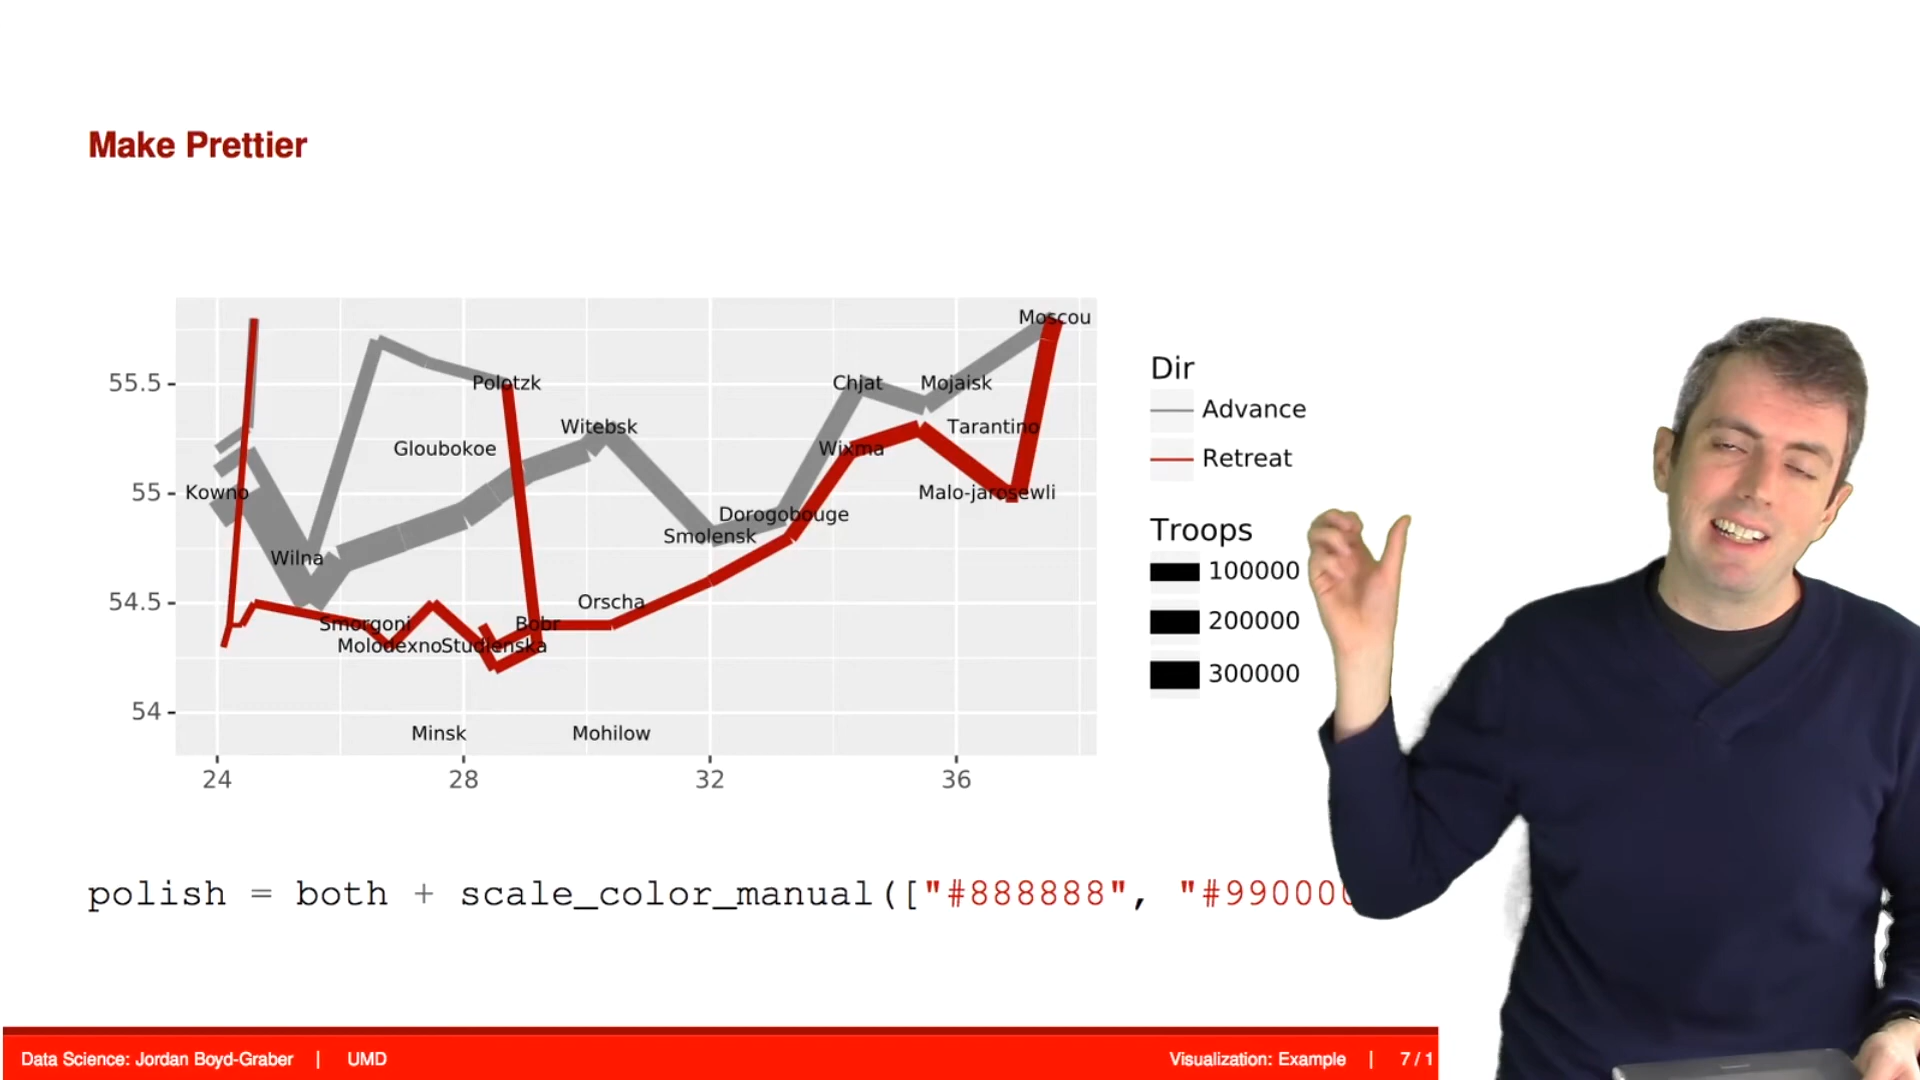 Make Prettier
Moscou
Dir
55.5
Polotzk
Chjat
Mojaisk
Advance
Witebsk
Tarantino
Gloubokoe
Wixma
Retreat
55
Kowno
Malo-jarosewli
Dorogobouge
Troops
Smolensk
Wilna
100000
54.5
Orscha
Smorgoni
Bobr
200000
Molodexno
Studienska
300000
54
Minsk
Mohilow
24
28
32
36
polish = both + scale_color_manual(["#888888", "#99000
Data Science: Jordan Boyd-Graber | UMD
Visualization: Example | 7 / 1